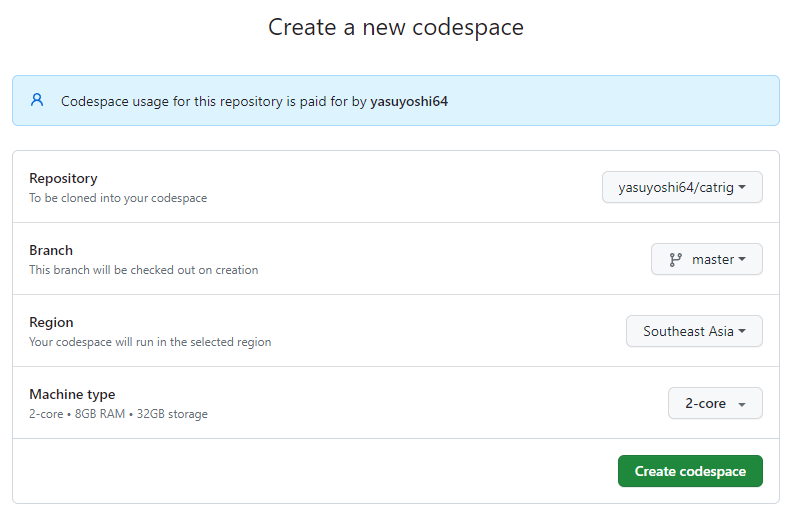 Create a new codespace
Codespace usage for this repository is paid for by yasuyoshi64
Repository
To be cloned into your codespace
yasuyoshi64/catrig
Branch
This branch will be checked out on creation
master
Region
Your codespace will run in the selected region
Southeast Asia
Machine type
2-core • 8GB RAM • 32GB storage
2-core
Create codespace